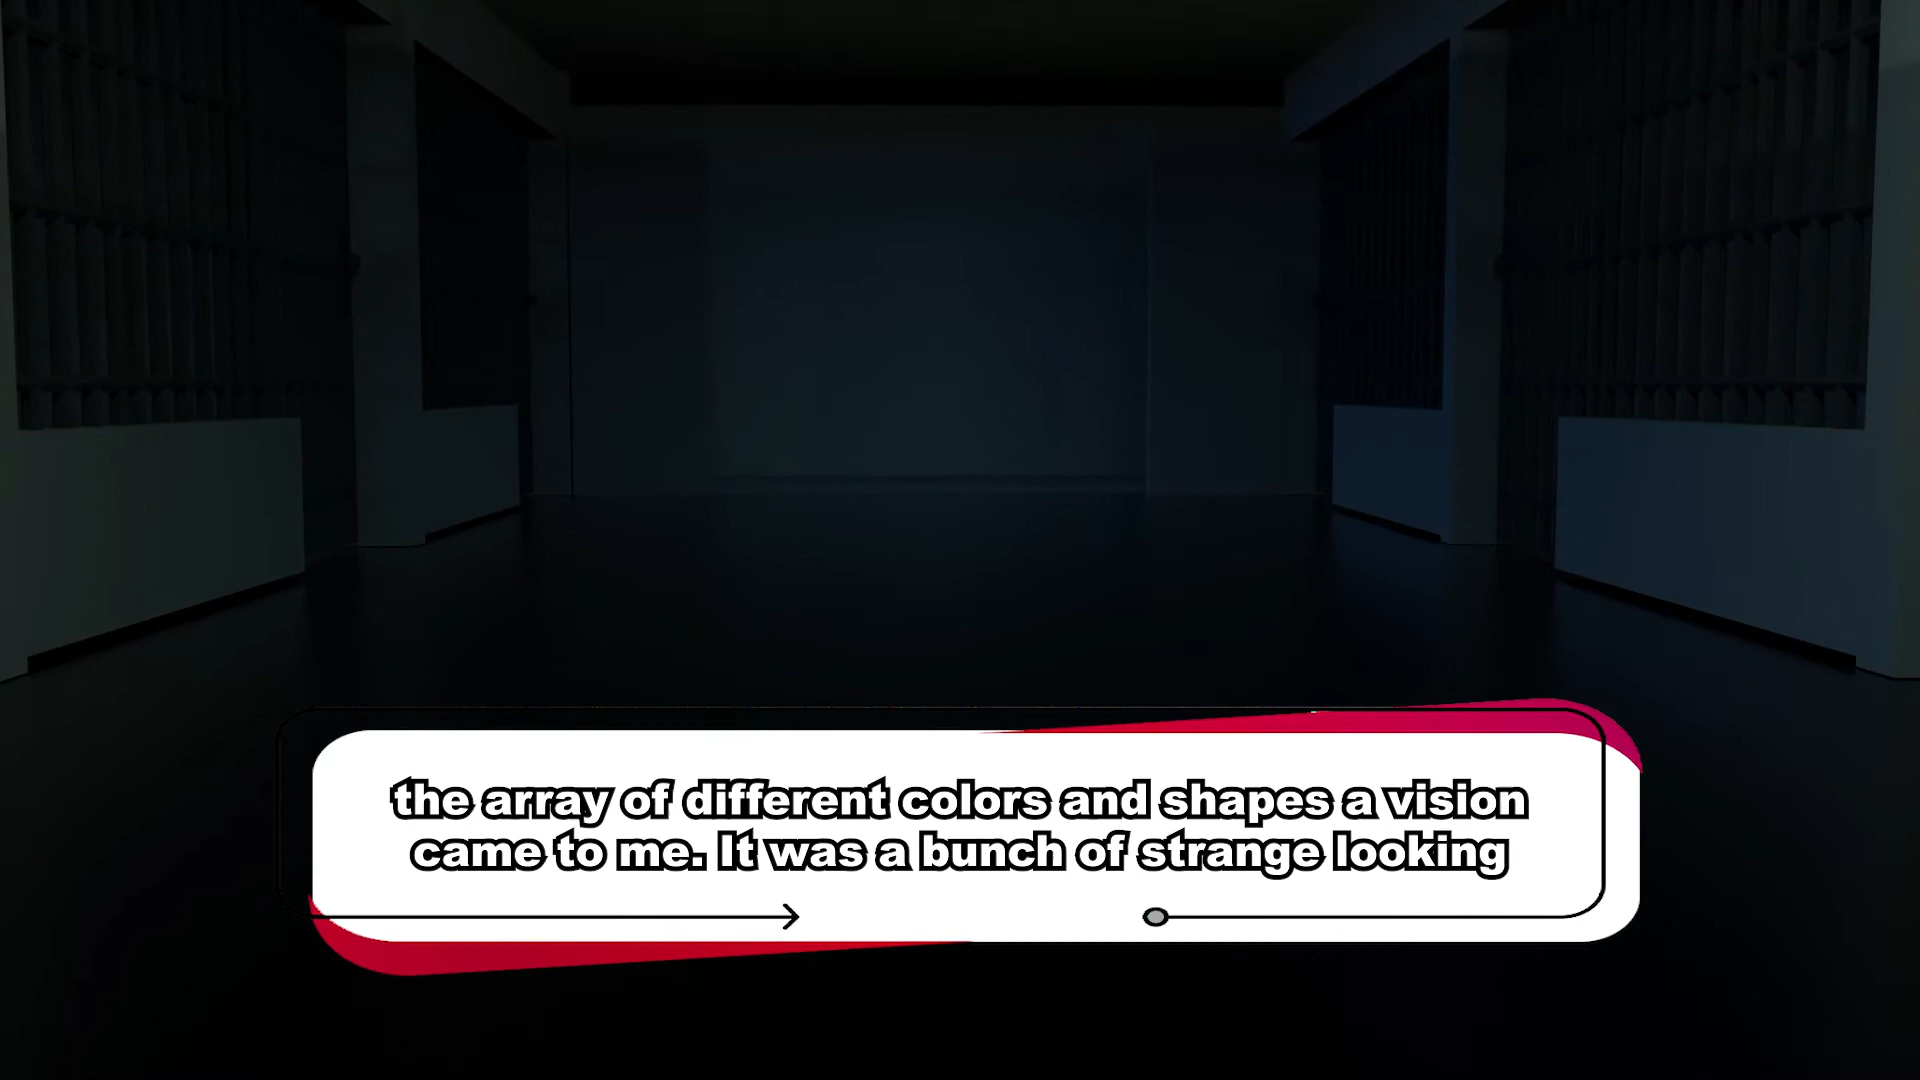 the array of different colors and shapes a vision
came to me. It was a bunch of strange looking